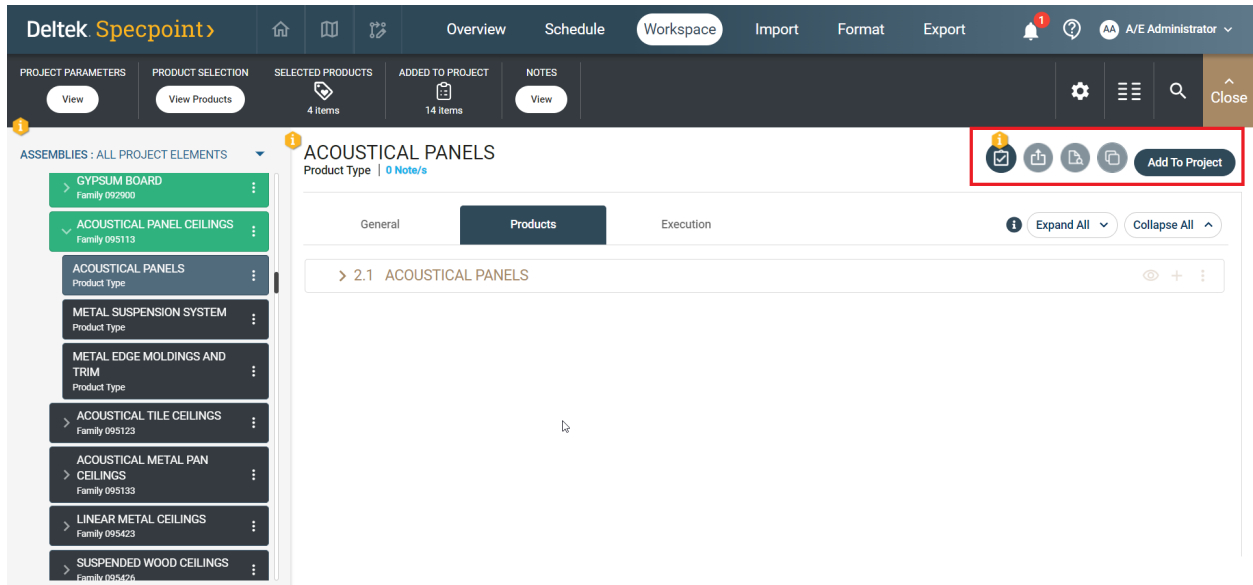 Deltek Specpoint
Overview
Schedule
Workspace
Import
Format
Export
1
AA
A/E Administrator
PROJECT PARAMETERS
View
PRODUCT SELECTION
View Products
SELECTED PRODUCTS
4 items
ADDED TO PROJECT
14 items
NOTES
View
Close
ASSEMBLIES : ALL PROJECT ELEMENTS
GYPSUM BOARD
Family 092900
ACOUSTICAL PANEL CEILINGS
Family 095113
ACOUSTICAL PANELS
Product Type
METAL SUSPENSION SYSTEM
Product Type
METAL EDGE MOLDINGS AND
TRIM
Product Type
ACOUSTICAL TILE CEILINGS
Family 095123
ACOUSTICAL METAL PAN
CEILINGS
Family 095133
LINEAR METAL CEILINGS
Family 095423
SUSPENDED WOOD CEILINGS
Family 095426
ACOUSTICAL PANELS
Product Type | 0 Note/s
Add To Project
General
Products
Execution
Expand All
Collapse All
2.1 ACOUSTICAL PANELS